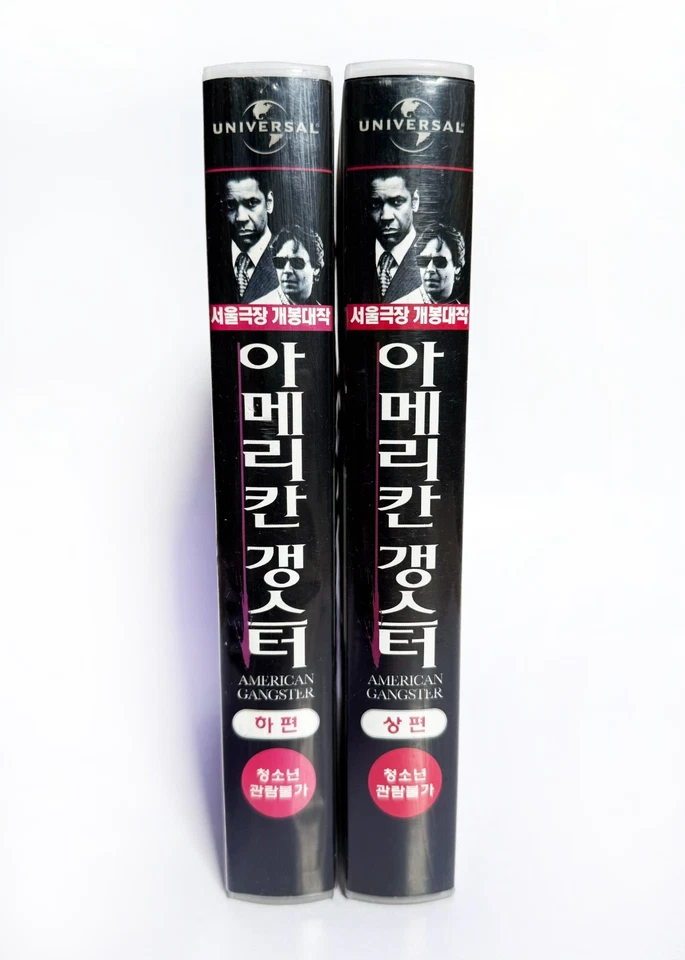 UNIVERSAL
서울극장 개봉대작
아메리칸 갱스터
AMERICAN
GANGSTER
하편
청소년
관람불가
UNIVERSAL
서울극장 개봉대작
아메리칸 갱스터
AMERICAN
GANGSTER
상편
청소년
관람불가